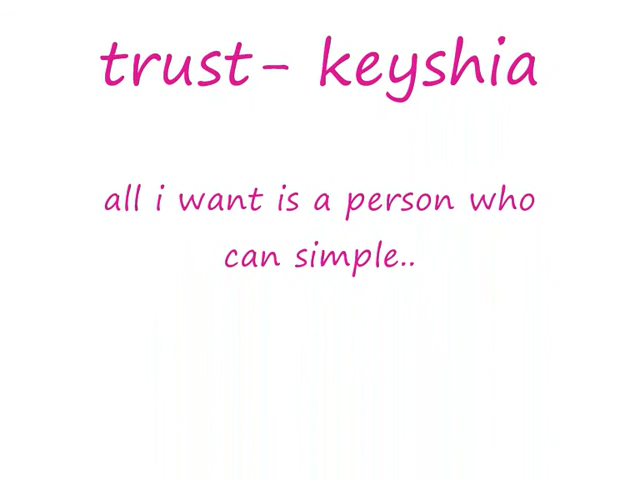 trust- keyshia
all i want is a person who
can simple..